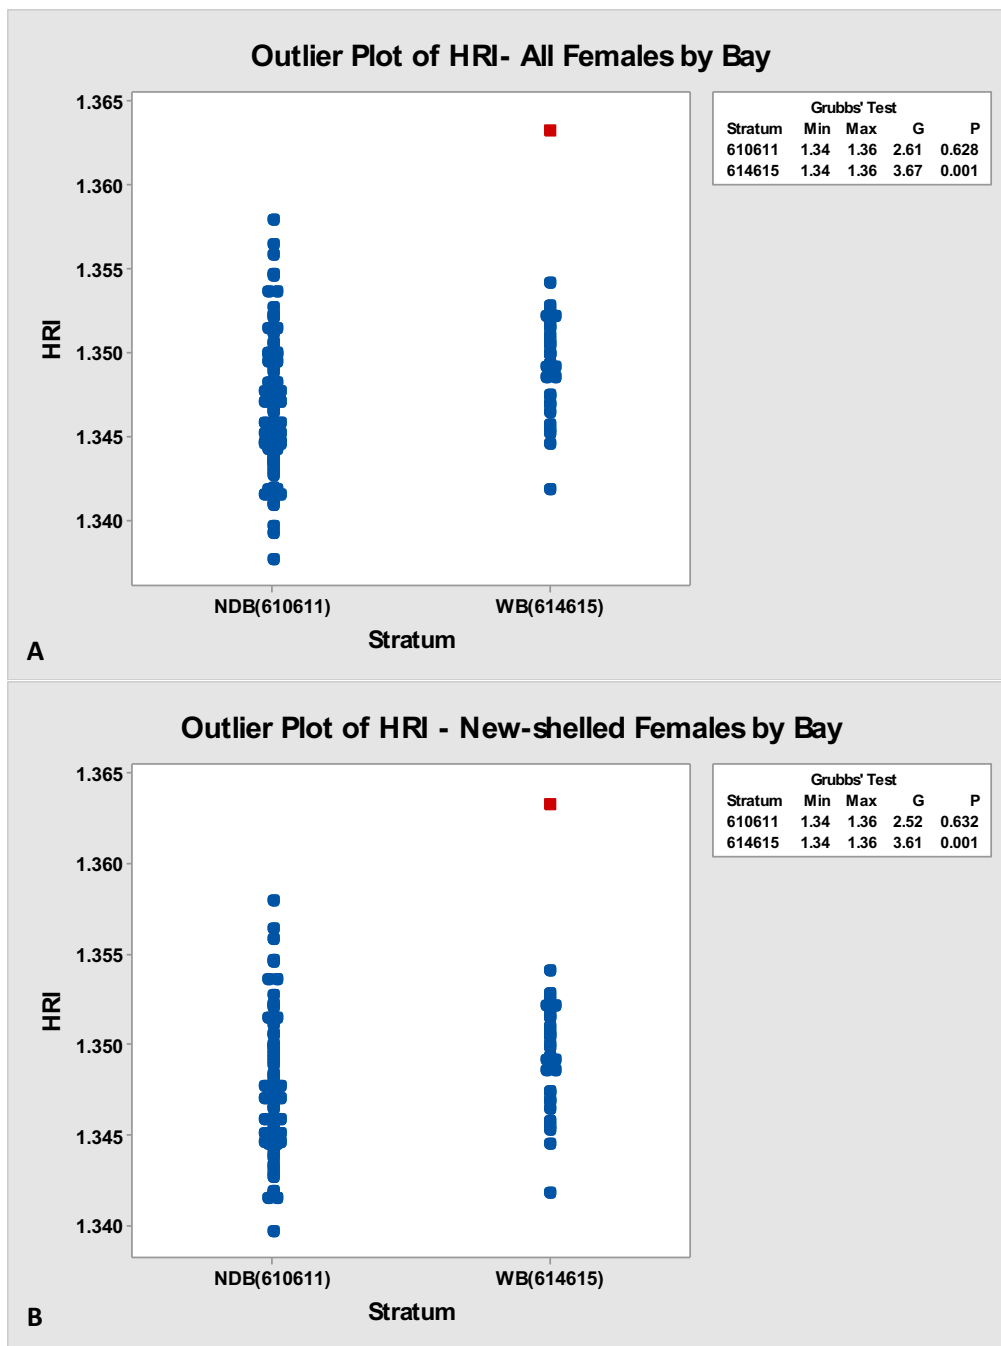 Outlier Plot of HRI- All Females by Bay
Grubbs' Test
Stratum Min Max G P
610611 1.34 1.36 2.61 0.628
614615 1.34 1.36 3.67 0.001
1.365
1.360
1.355
1.350
1.345
1.340
HRI
NDB(610611) WB(614615)
Stratum
A
Outlier Plot of HRI - New-shelled Females by Bay
Grubbs' Test
Stratum Min Max G P
610611 1.34 1.36 2.52 0.632
614615 1.34 1.36 3.61 0.001
1.365
1.360
1.355
1.350
1.345
1.340
HRI
NDB(610611) WB(614615)
Stratum
B